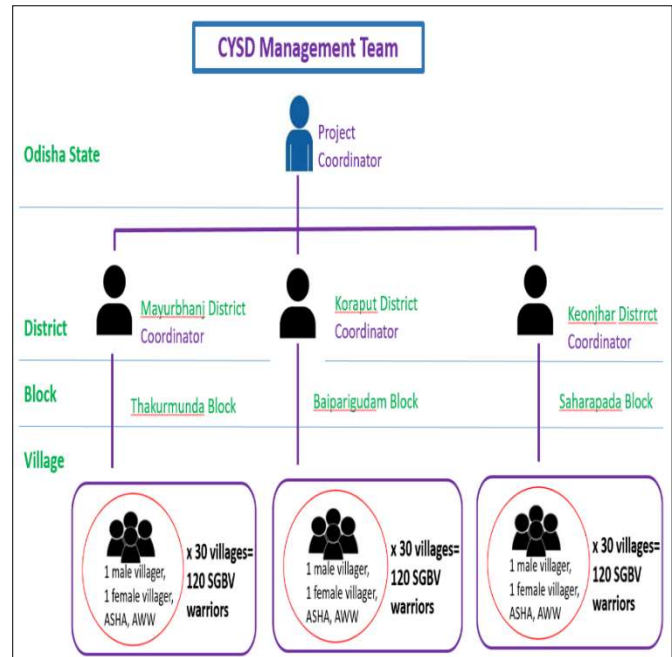 CYSD Management Team
Project
Coordinator
Odisha State
Mayurbhanj District
Coordinator
Koraput District
Coordinator
Keonjhar Distrrct
Coordinator
District
Block
Thakurmunda Block
Baiparigudam Block
Saharapada Block
Village
1 male villager,
1 female villager,
ASHA, AWW
x 30 villages=
120 SGBV
warriors
1 male villager,
1 female villager,
ASHA, AWW
x 30 villages=
120 SGBV
warriors
1 male villager,
1 female villager,
ASHA, AWW
x 30 villages=
120 SGBV
warriors